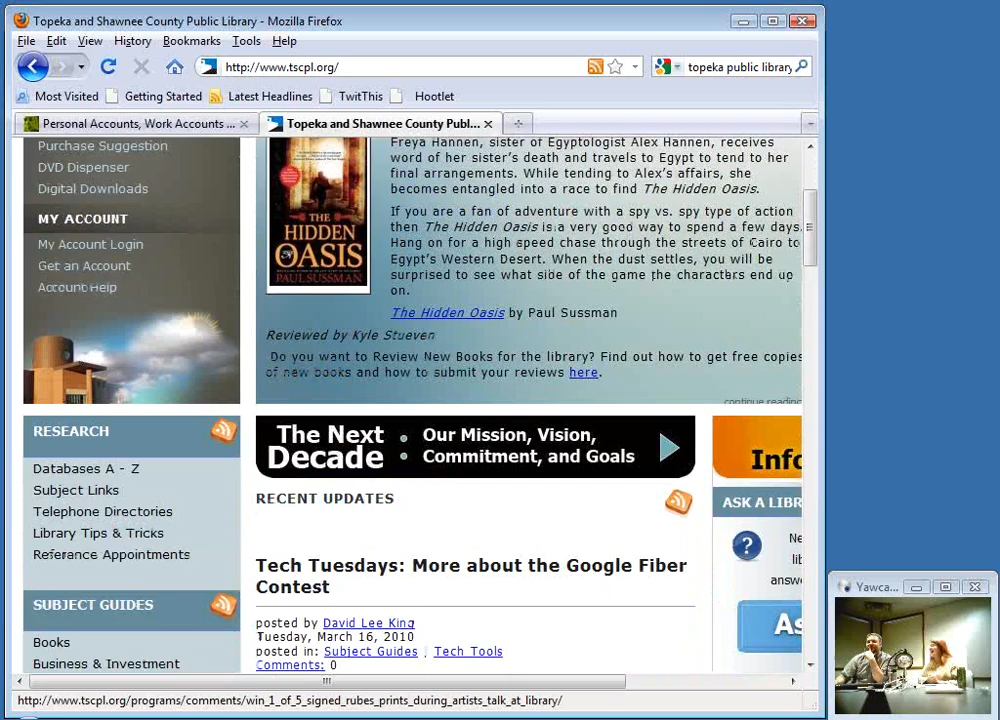 Topeka and Shawnee County Public Library - Mozilla Firefox
File Edit View History Bookmarks Tools Help
http://www.tscpl.org/
topeka public library
Most Visited Getting Started Latest Headlines TwitThis Hootlet
Personal Accounts, Work Accounts ...
Topeka and Shawnee County Publ...
Purchase Suggestion
DVD Dispenser
Digital Downloads
MY ACCOUNT
My Account Login
Get an Account
Account Help
THE
HIDDEN
OASIS
PAUL SUSSMAN
Freya Hannen, sister of Egyptologist Alex Hannen, receives
word of her sister's death and travels to Egypt to tend to her
final arrangements. While tending to Alex's affairs, she
becomes entangled into a race to find The Hidden Oasis.
If you are a fan of adventure with a spy vs. spy type of action
then The Hidden Oasis is a very good way to spend a few days.
Hang on for a high speed chase through the streets of Cairo to
Egypt's Western Desert. When the dust settles, you will be
surprised to see what side of the game the characters end up
on.
The Hidden Oasis by Paul Sussman
Reviewed by Kyle Stueven
Do you want to Review New Books for the library? Find out how to get free copies
of new books and how to submit your reviews here.
continue reading
RESEARCH
Databases A - Z
Subject Links
Telephone Directories
Library Tips & Tricks
Reference Appointments
SUBJECT GUIDES
Books
Business & Investment
The Next
Decade
Our Mission, Vision,
Commitment, and Goals
RECENT UPDATES
Tech Tuesdays: More about the Google Fiber
Contest
posted by David Lee King
Tuesday, March 16, 2010
posted in: Subject Guides | Tech Tools
Comments: 0
Info
ASK A LIBR
?
Ne
lib
answe
As
Yawca...
http://www.tscpl.org/programs/comments/win_1_of_5_signed_rubes_prints_during_artists_talk_at_library/